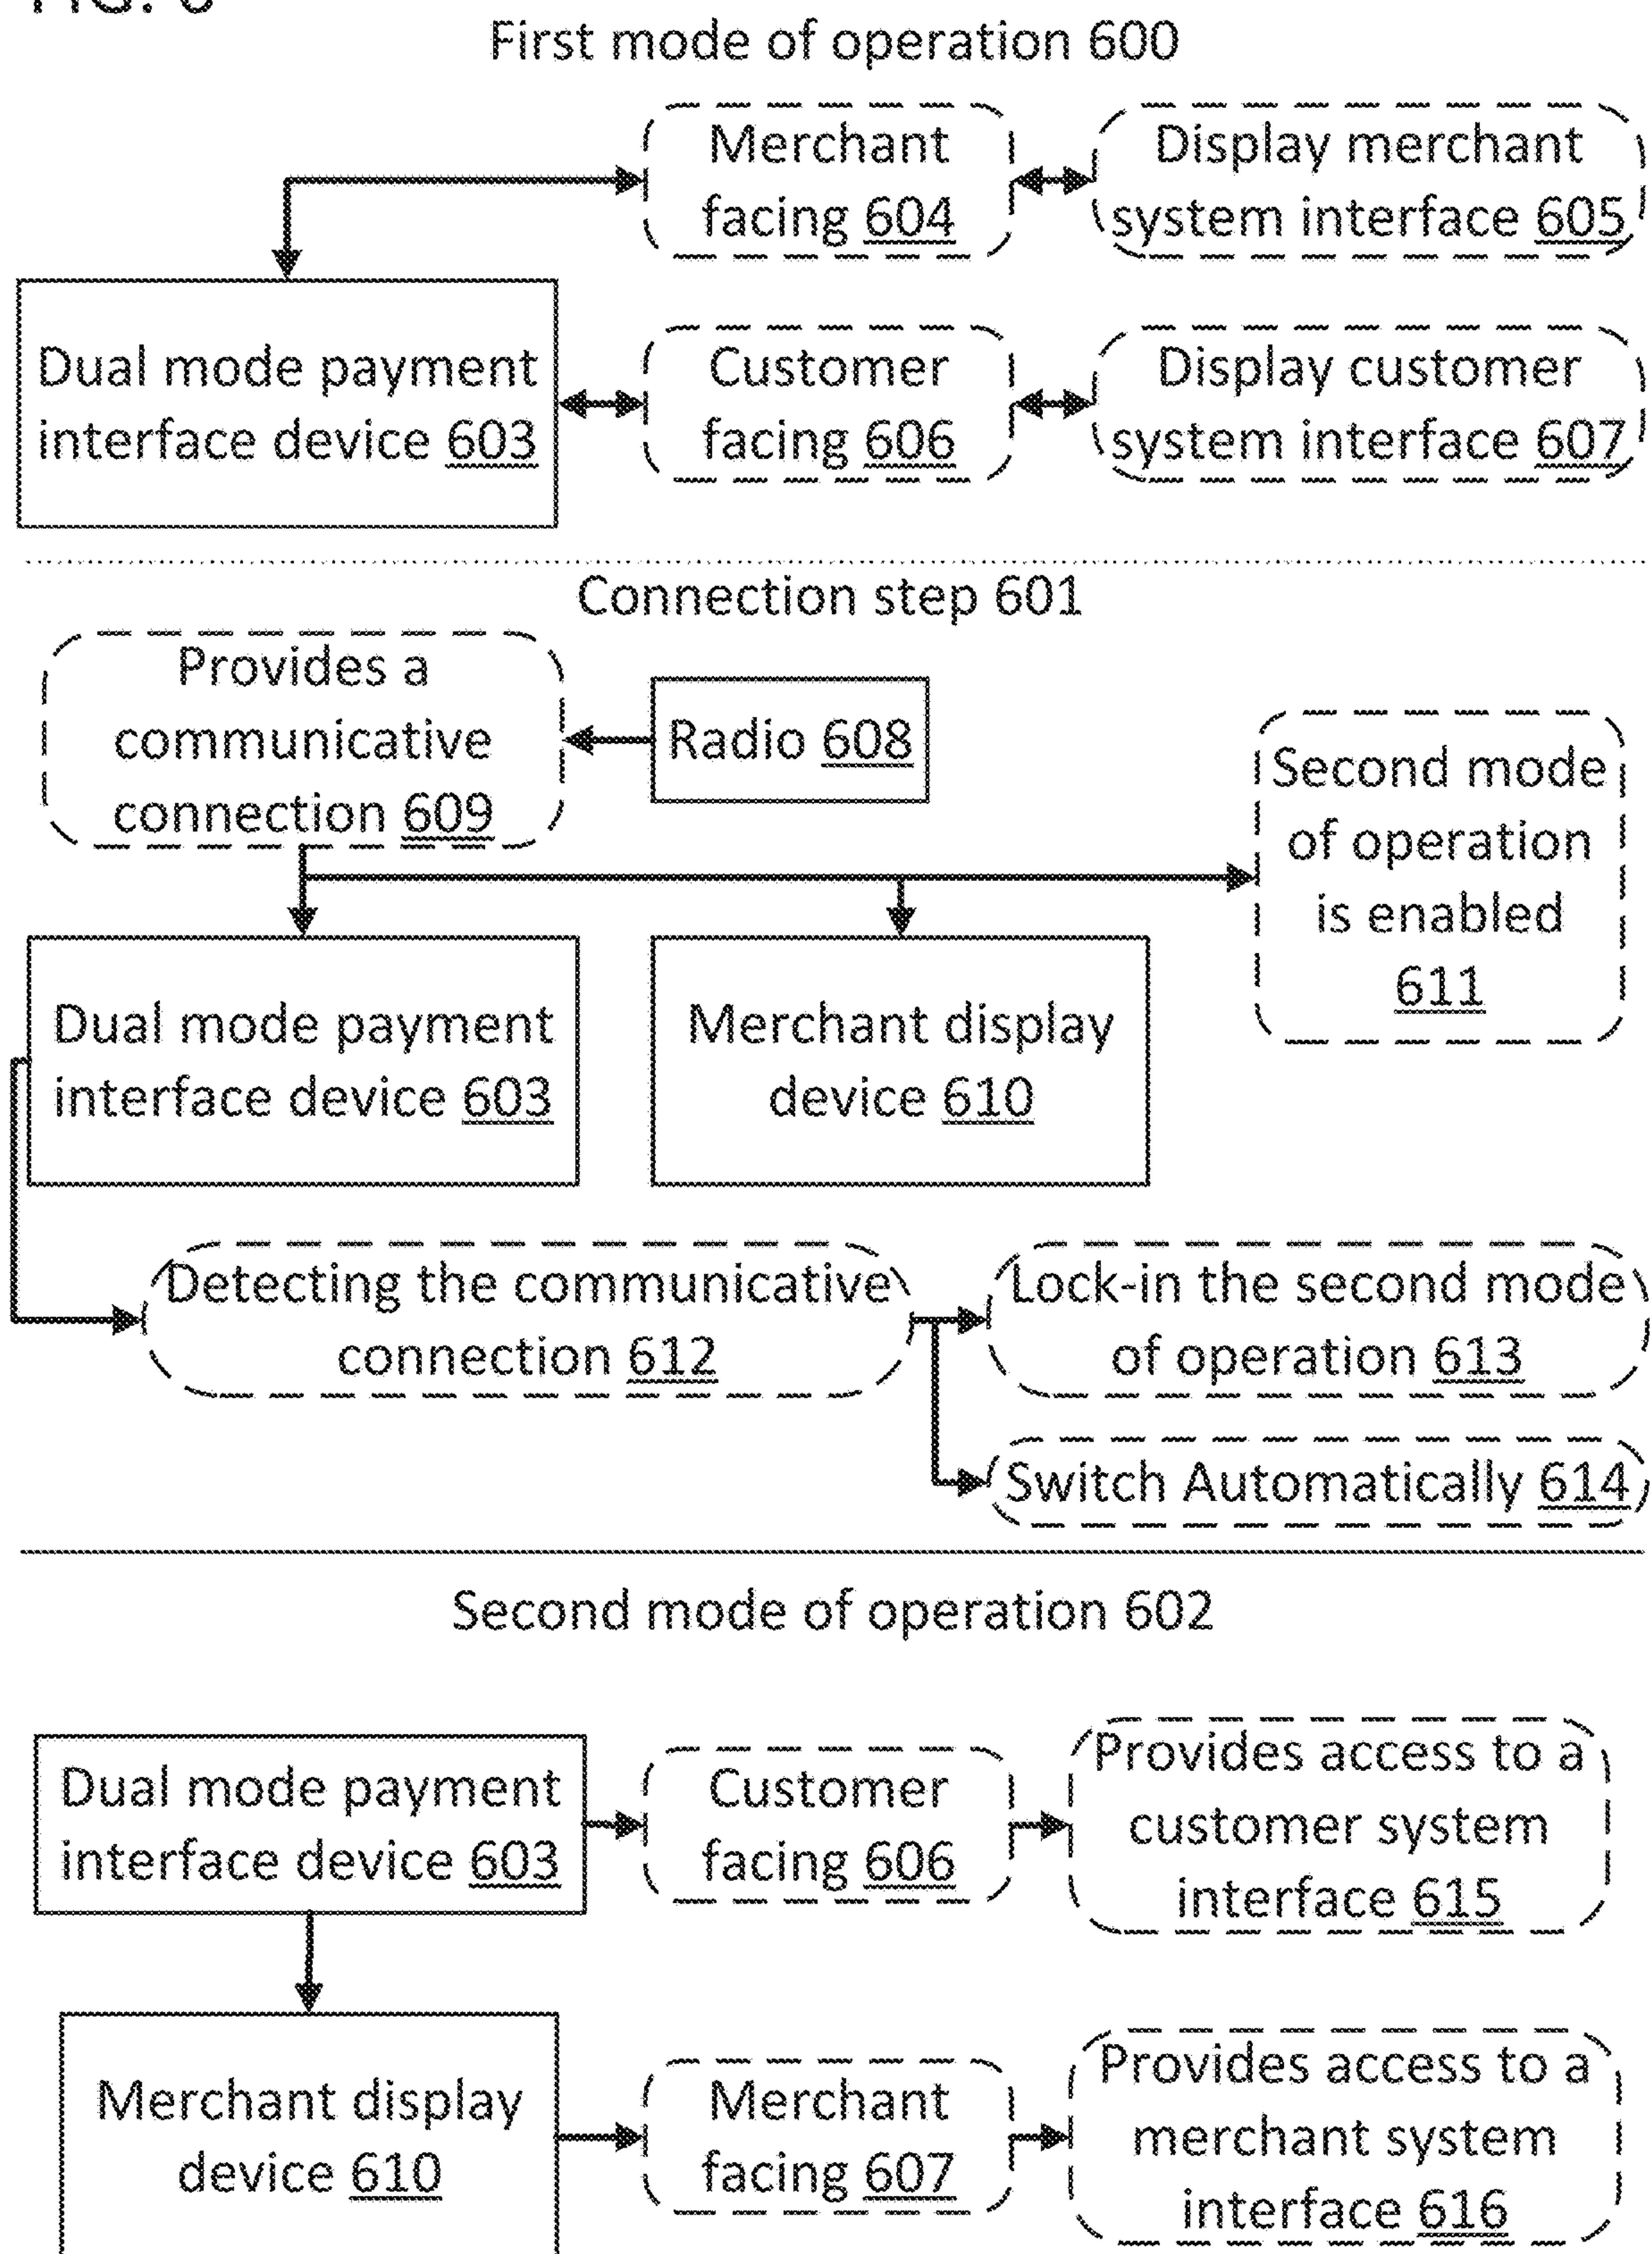 First mode of operation 600
Merchant
facing 604
Display merchant
system interface 605
Dual mode payment
interface device 603
Customer
facing 606
Display customer
system interface 607
Connection step 601
Provides a
communicative
connection 609
Radio 608
Second mode
of operation
is enabled
611
Dual mode payment
interface device 603
Merchant display
device 610
Detecting the communicative
connection 612
Lock-in the second mode
of operation 613
Switch Automatically 614
Second mode of operation 602
Dual mode payment
interface device 603
Customer
facing 606
Provides access to a
customer system
interface 615
Merchant display
device 610
Merchant
facing 607
Provides access to a
merchant system
interface 616